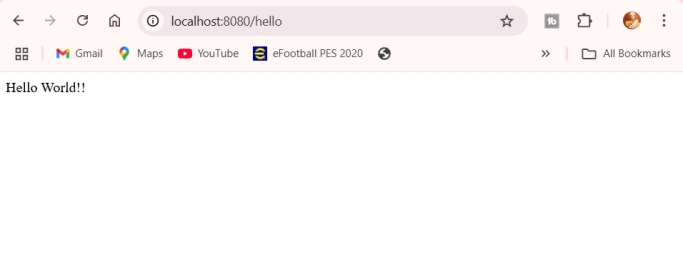 localhost:8080/hello
Gmail Maps YouTube eFootball PES 2020 » All Bookmarks
Hello World!!